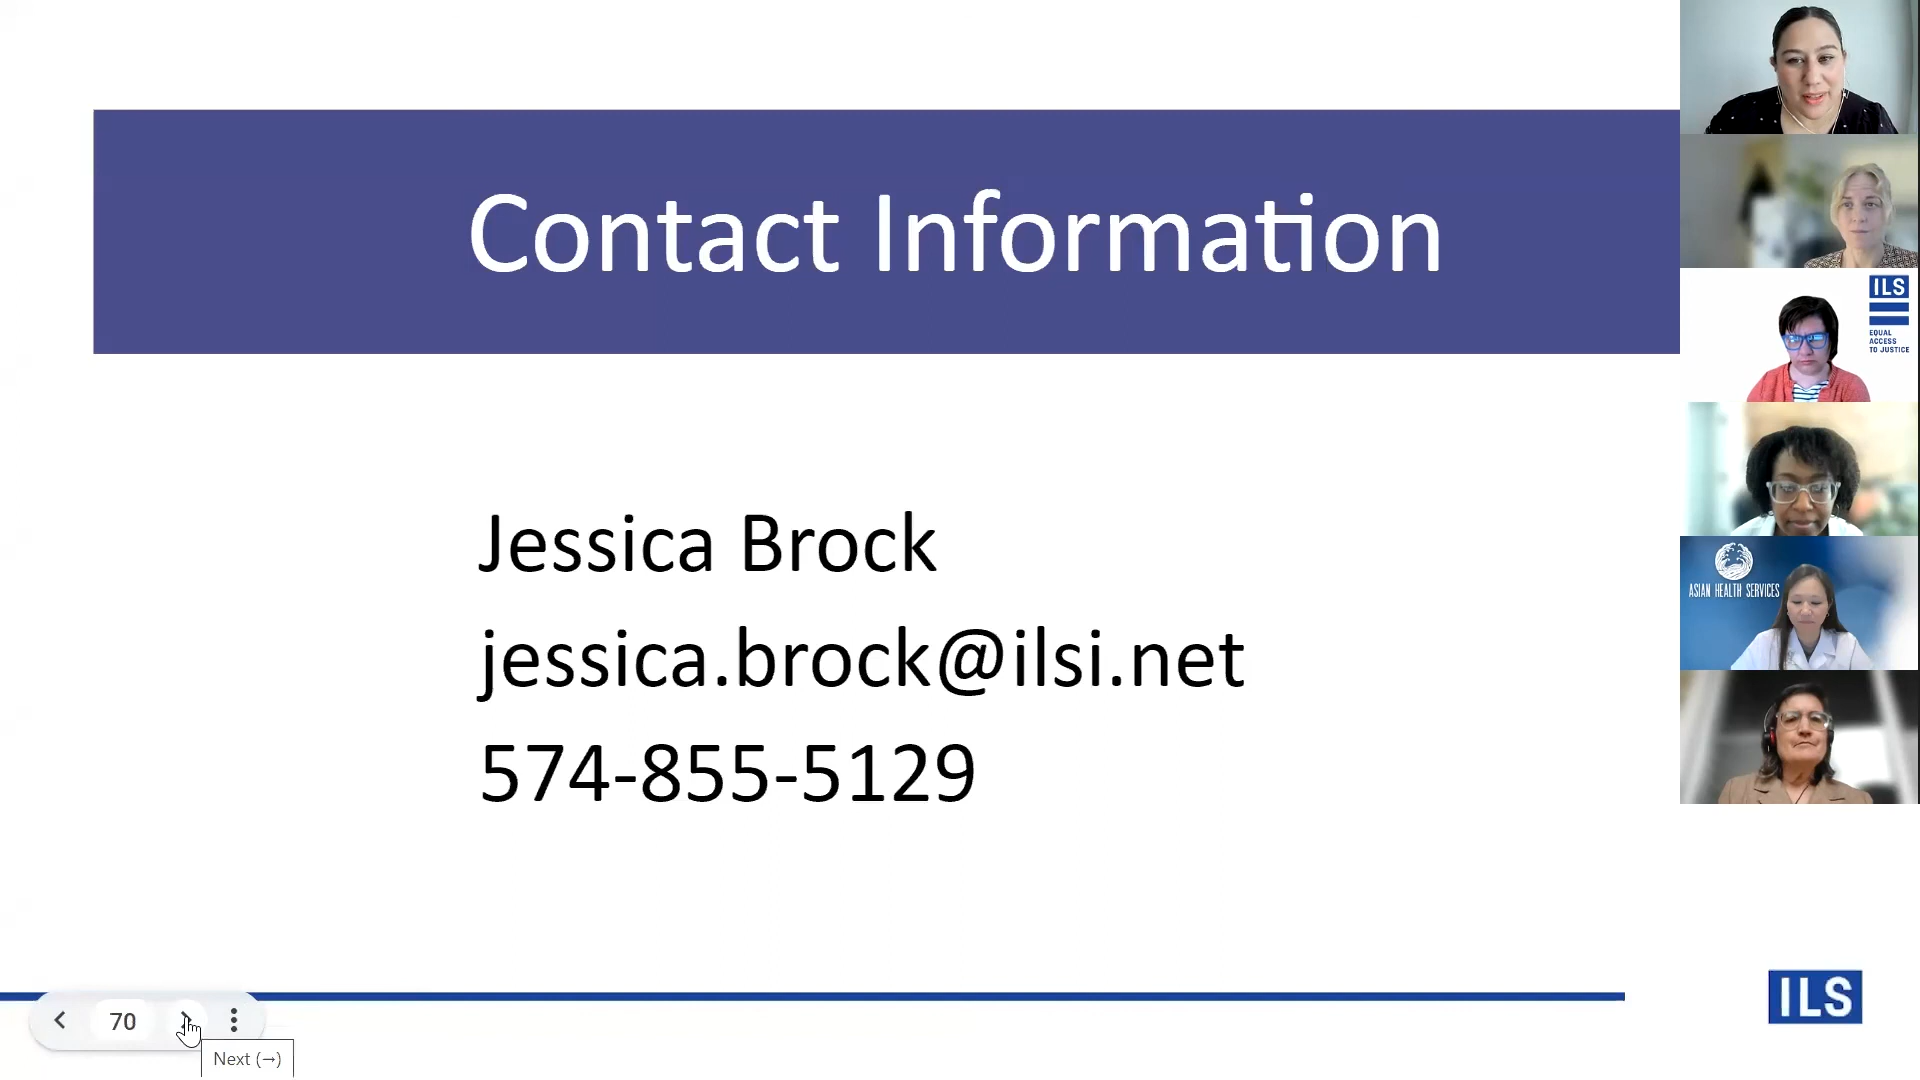 Contact Information
Jessica Brock
jessica.brock@ilsi.net
574-855-5129
ILS
EQUAL
ACCESS
TO JUSTICE
ASIAN HEALTH SERVICES
ILS
70
Next (→)